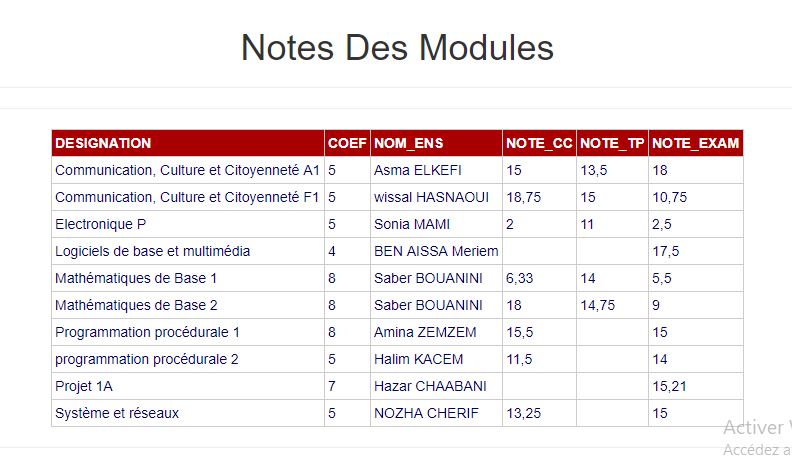 Notes Des Modules
DESIGNATION COEF NOM_ENS NOTE_CC NOTE_TP NOTE_EXAM
Communication, Culture et Citoyenneté A1 5 Asma ELKEFI 15 13,5 18
Communication, Culture et Citoyenneté F1 5 wissal HASNAOUI 18,75 15 10,75
Electronique P 5 Sonia MAMI 2 11 2,5
Logiciels de base et multimédia 4 BEN AISSA Meriem 17,5
Mathématiques de Base 1 8 Saber BOUANINI 6,33 14 5,5
Mathématiques de Base 2 8 Saber BOUANINI 18 14,75 9
Programmation procédurale 1 8 Amina ZEMZEM 15,5 15
programmation procédurale 2 5 Halim KACEM 11,5 14
Projet 1A 7 Hazar CHAABANI 15,21
Système et réseaux 5 NOZHA CHERIF 13,25 15
Activer
Accédez a